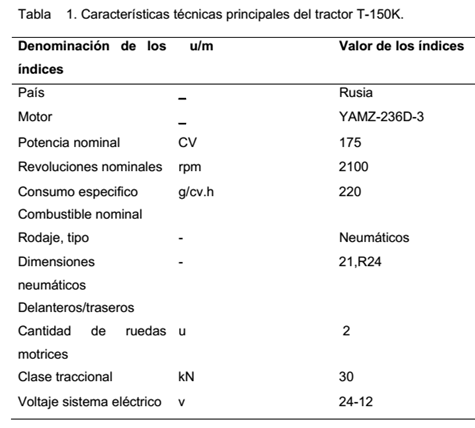 Tabla 1. Características técnicas principales del tractor T-150K.
Denominación de los índices u/m Valor de los índices
País – Rusia
Motor – YAMZ-236D-3
Potencia nominal CV 175
Revoluciones nominales rpm 2100
Consumo especifico g/cv.h 220
Combustible nominal
Rodaje, tipo - Neumáticos
Dimensiones - 21,R24
neumáticos
Delanteros/traseros
Cantidad de ruedas u 2
motrices
Clase traccional kN 30
Voltaje sistema eléctrico v 24-12